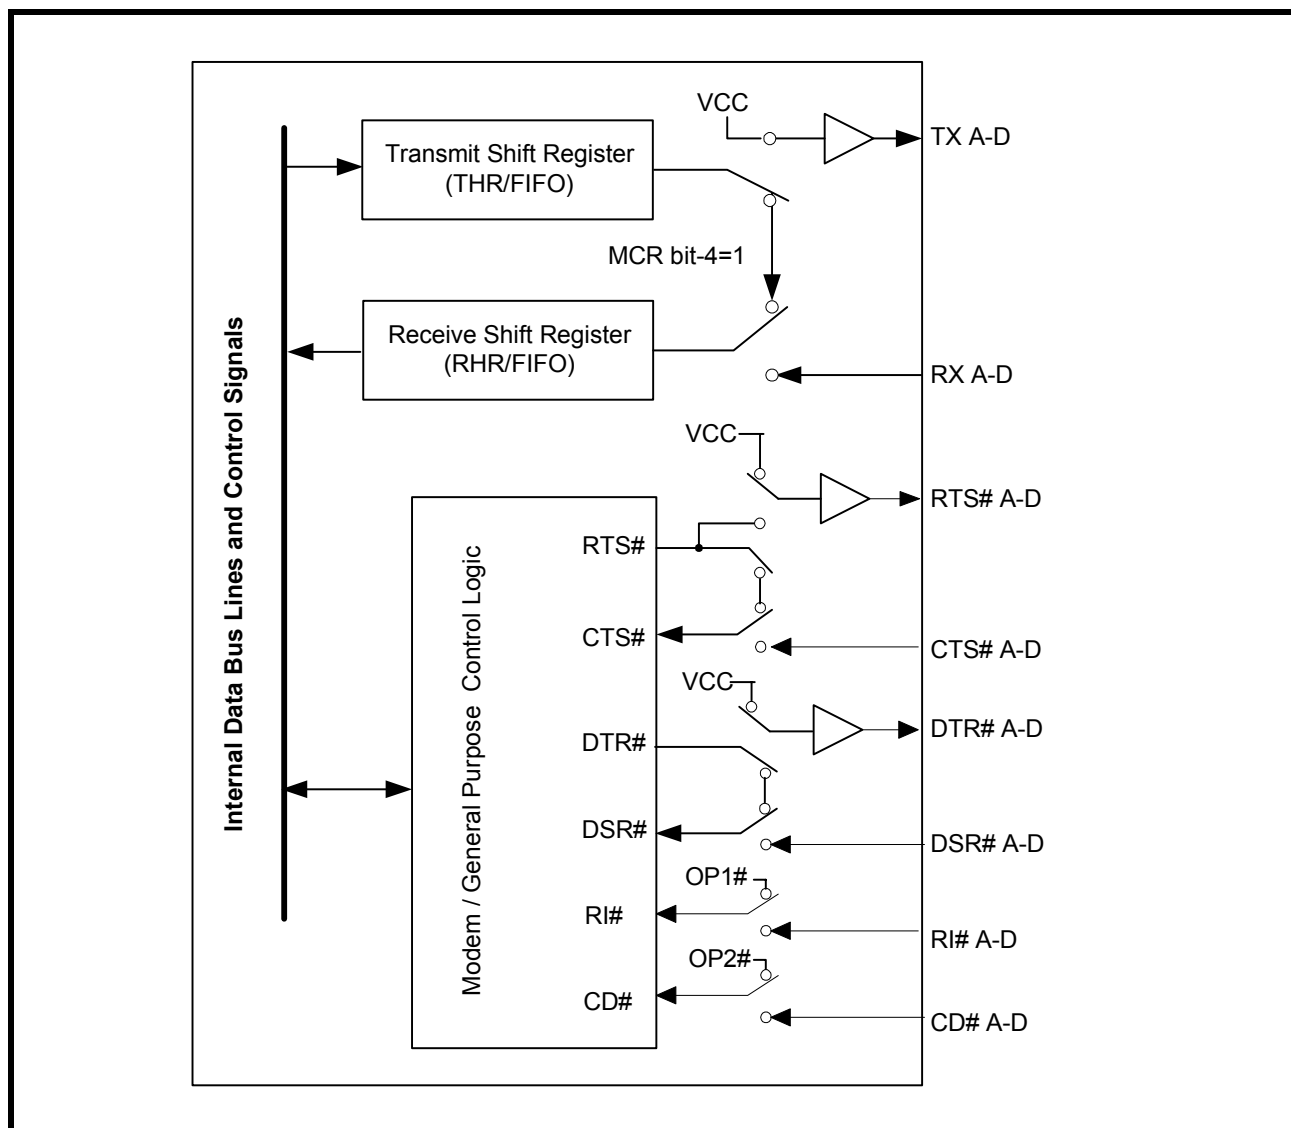 VCC
TX A-D
Transmit Shift Register
(THR/FIFO)
MCR bit-4=1
Receive Shift Register
(RHR/FIFO)
RX A-D
Internal Data Bus Lines and Control Signals
VCC
RTS# A-D
Modem / General Purpose Control Logic
RTS#
CTS#
CTS# A-D
VCC
DTR# A-D
DTR#
DSR#
DSR# A-D
OP1#
RI#
RI# A-D
OP2#
CD#
CD# A-D